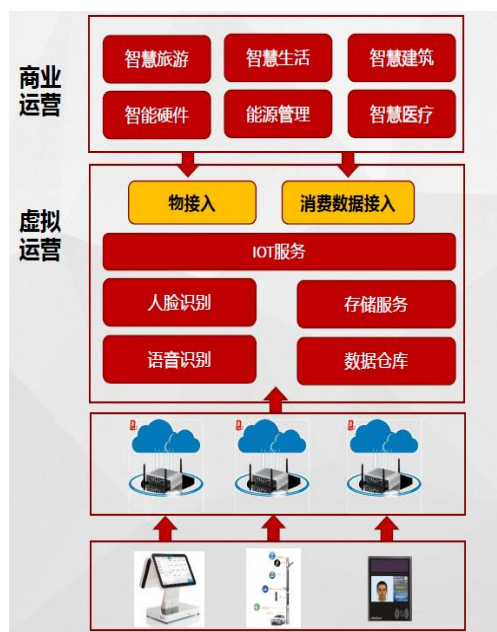 商业
运营
智慧旅游
智慧生活
智慧建筑
智能硬件
能源管理
智慧医疗
虚拟
运营
物接入
消费数据接入
IOT服务
人脸识别
存储服务
语音识别
数据仓库